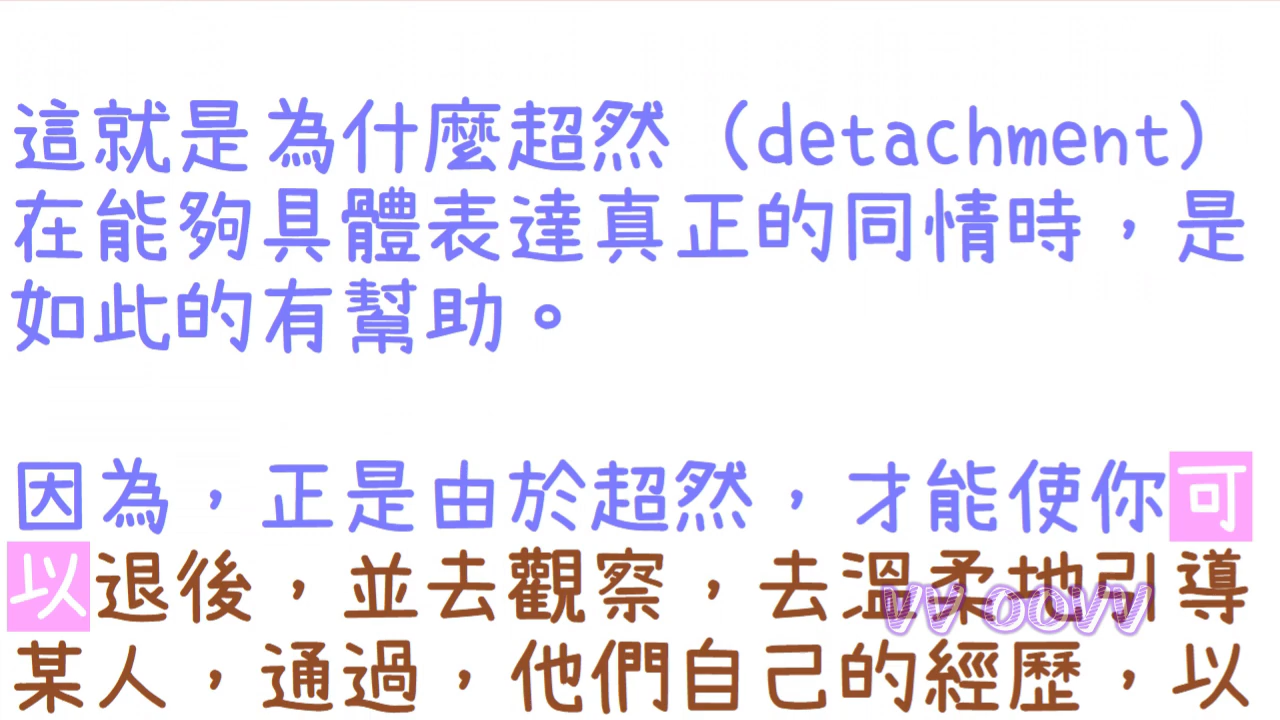 這就是為什麼超然（detachment）
在能夠具體表達真正的同情時，是
如此的有幫助。
因為，正是由於超然，才能使你可
以退後，並去觀察，去溫柔地引導
某人，通過，他們自己的經歷，以
vv oovv